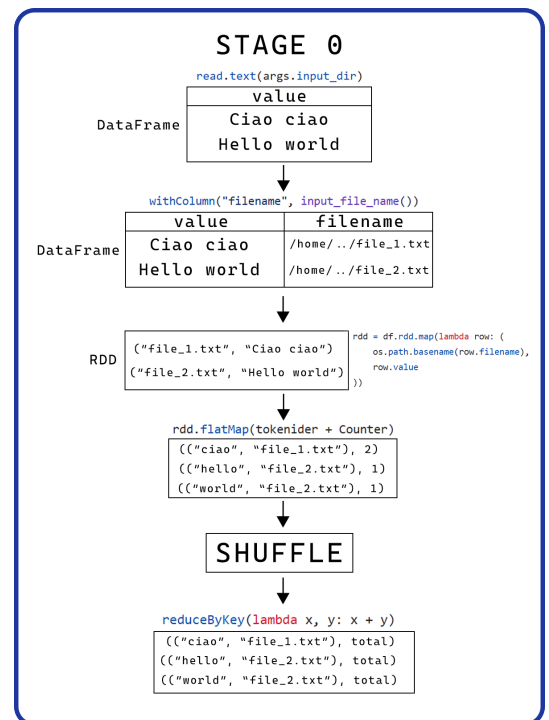 STAGE 0
read.text(args.input_dir)
value
DataFrame
Ciao ciao
Hello world
withColumn("filename", input_file_name())
value filename
DataFrame
Ciao ciao /home/../file_1.txt
Hello world /home/../file_2.txt
RDD
("file_1.txt", “Ciao ciao”)
("file_2.txt", “Hello world”)
rdd = df.rdd.map(lambda row: (
os.path.basename(row.filename),
row.value
))
rdd.flatMap(tokenider + Counter)
(("ciao", “file_1.txt"), 2)
(("hello", “file_2.txt"), 1)
(("world", “file_2.txt"), 1)
SHUFFLE
reduceByKey(lambda x, y: x + y)
(("ciao", “file_1.txt"), total)
(("hello", “file_2.txt"), total)
(("world", “file_2.txt"), total)